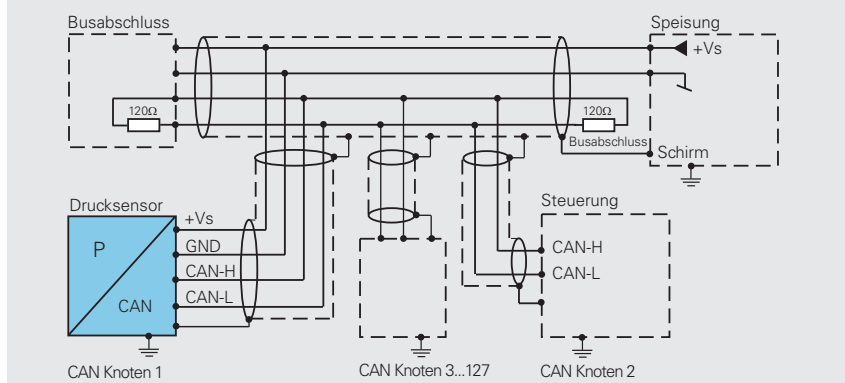 Busabschluss
Speisung
+Vs
120Ω
120Ω
Busabschluss
Schirm
Drucksensor
Steuerung
+Vs
P
GND
CAN-H
CAN-H
CAN-L
CAN-L
CAN
CAN Knoten 1
CAN Knoten 3...127
CAN Knoten 2